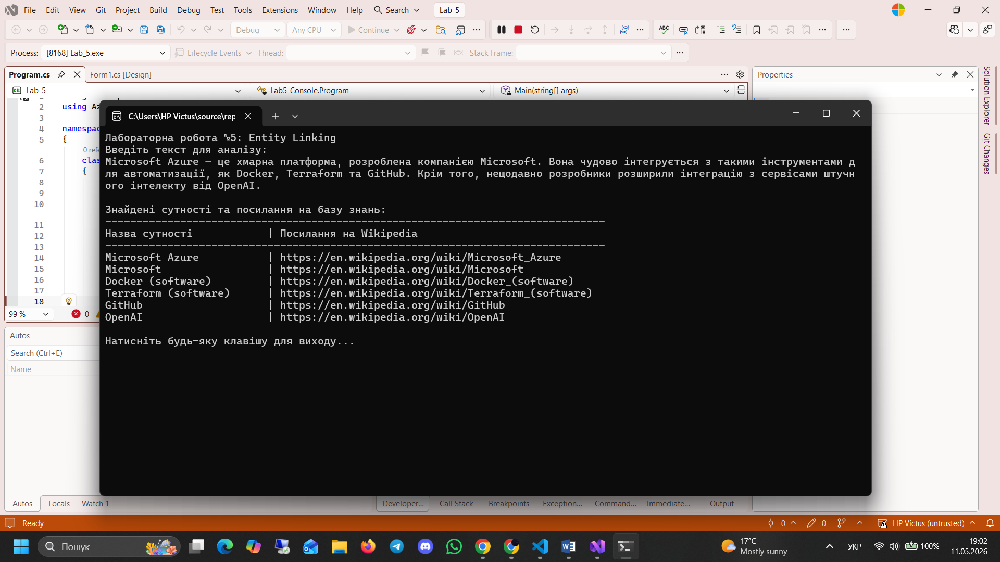 File Edit View Git Project Build Debug Test Tools Extensions Window Help Search Lab_5
Debug Any CPU Continue
Process: [8168] Lab_5.exe Lifecycle Events Thread: Stack Frame:
Program.cs Form1.cs [Design]
Properties
Solution Explorer
Git Changes
Lab_5 Lab5_Console.Program Main(string[] args)
2 using Az
3
4 namespac
5 {
0 refe
6 clas
7 {
8
9
10
11
12
13
14
15
16
17
18
99 % 0
C:\Users\HP Victus\source\rep
Лабораторна робота №5: Entity Linking
Введіть текст для аналізу:
Microsoft Azure — це хмарна платформа, розроблена компанією Microsoft. Вона чудово інтегрується з такими інструментами д
ля автоматизації, як Docker, Terraform та GitHub. Крім того, нещодавно розробники розширили інтеграцію з сервісами штучн
ого інтелекту від OpenAI.
Знайдені сутності та посилання на базу знань:
--------------------------------------------------------------------------------
Назва сутності | Посилання на Wikipedia
--------------------------------------------------------------------------------
Microsoft Azure | https://en.wikipedia.org/wiki/Microsoft_Azure
Microsoft | https://en.wikipedia.org/wiki/Microsoft
Docker (software) | https://en.wikipedia.org/wiki/Docker_(software)
Terraform (software) | https://en.wikipedia.org/wiki/Terraform_(software)
GitHub | https://en.wikipedia.org/wiki/GitHub
OpenAI | https://en.wikipedia.org/wiki/OpenAI
Натисніть будь-яку клавішу для виходу...
Autos
Search (Ctrl+E)
Name
Autos Locals Watch 1
Developer... Call Stack Breakpoints Exception... Command... Immediate... Output
Ready 0 0 HP Victus (untrusted)
Пошук
17°C
Mostly sunny
УКР
100%
19:02
11.05.2026